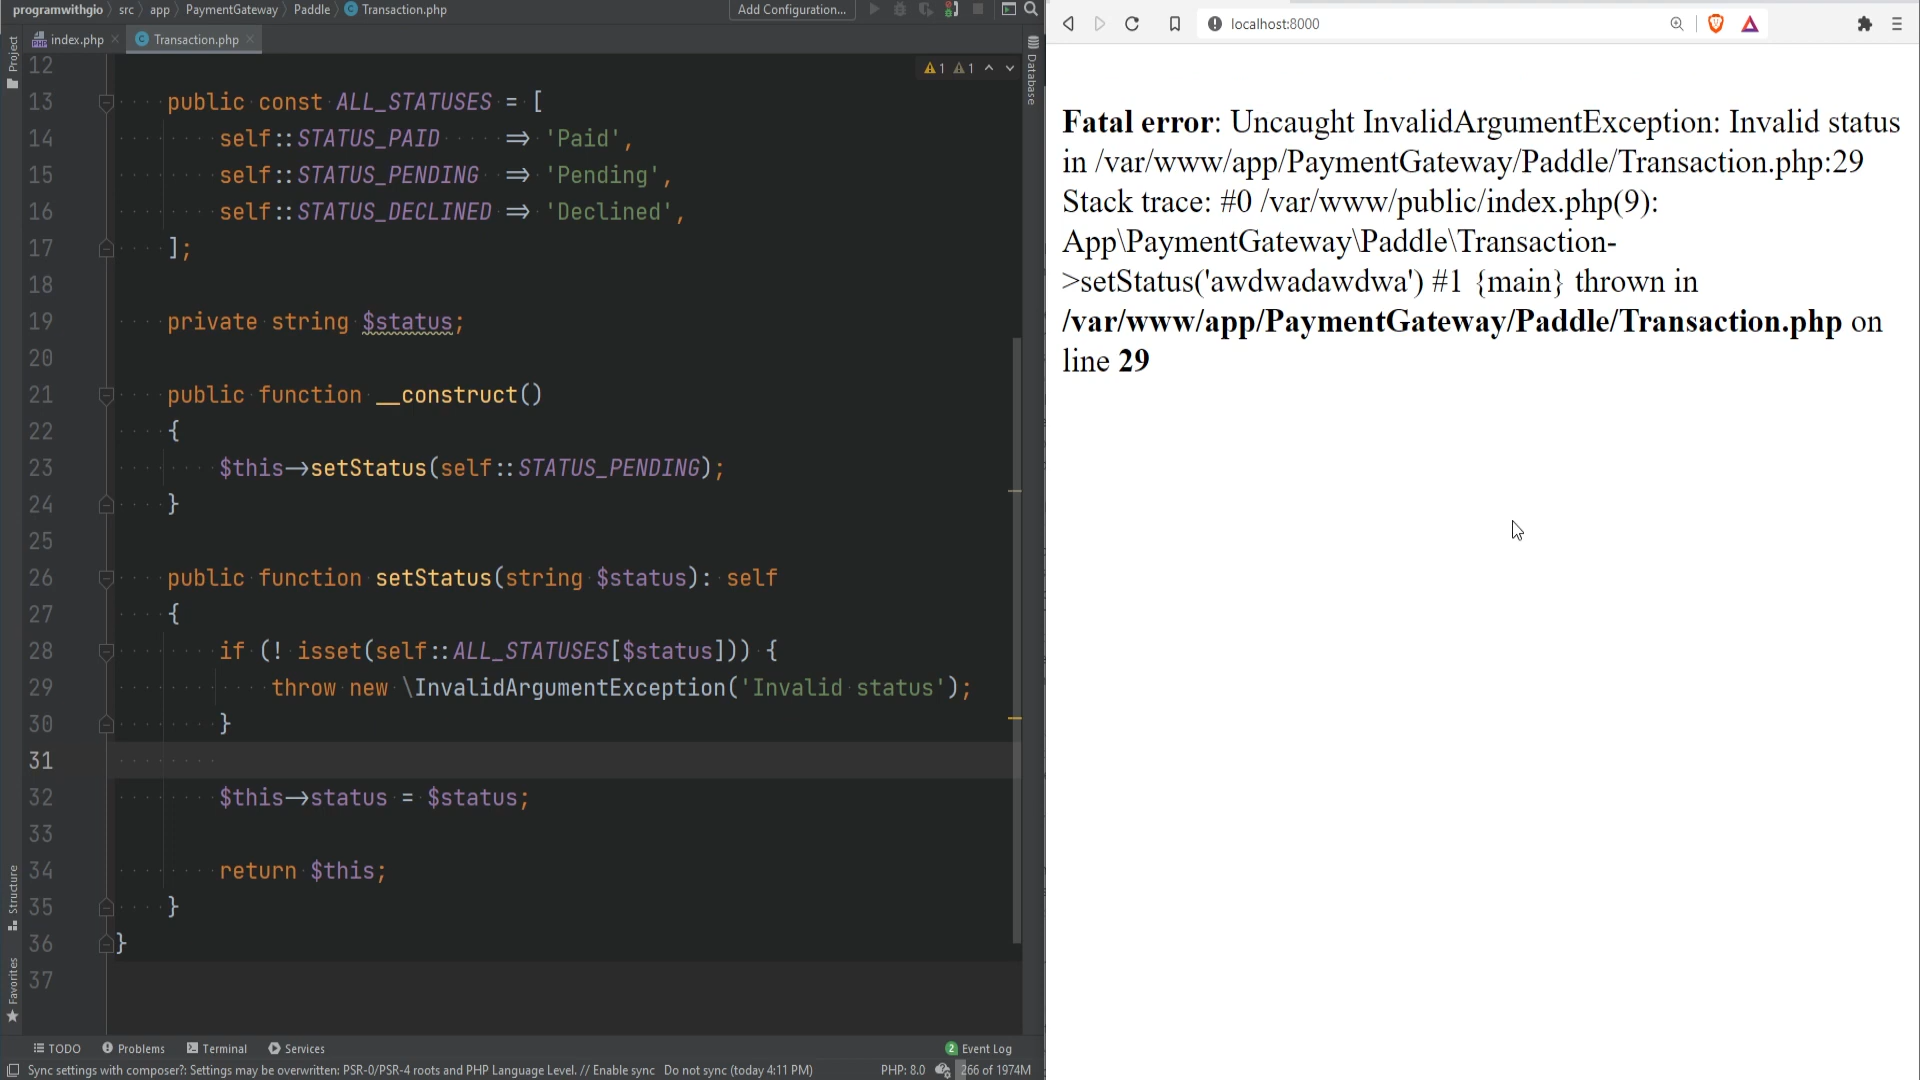 programwithgio › src › app › PaymentGateway › Paddle › Transaction.php
Add Configuration...
index.php
Transaction.php
Project
Database
1 1
12
13 public const ALL_STATUSES = [
14 self::STATUS_PAID => 'Paid',
15 self::STATUS_PENDING => 'Pending',
16 self::STATUS_DECLINED => 'Declined',
17 ];
18
19 private string $status;
20
21 public function __construct()
22 {
23 $this->setStatus(self::STATUS_PENDING);
24 }
25
26 public function setStatus(string $status): self
27 {
28 if (! isset(self::ALL_STATUSES[$status])) {
29 throw new \InvalidArgumentException('Invalid status');
30 }
31
32 $this->status = $status;
33
34 return $this;
35 }
36 }
37
Structure
Favorites
TODO Problems Terminal Services
2 Event Log
Sync settings with composer?: Settings may be overwritten: PSR-0/PSR-4 roots and PHP Language Level. // Enable sync Do not sync (today 4:11 PM)
PHP: 8.0 266 of 1974M
localhost:8000
Fatal error: Uncaught InvalidArgumentException: Invalid status
in /var/www/app/PaymentGateway/Paddle/Transaction.php:29
Stack trace: #0 /var/www/public/index.php(9):
App\PaymentGateway\Paddle\Transaction-
>setStatus('awdwadawdwa') #1 {main} thrown in
/var/www/app/PaymentGateway/Paddle/Transaction.php on
line 29